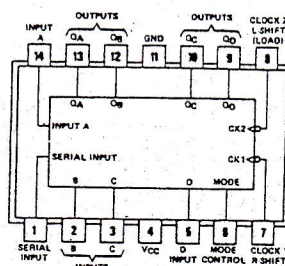 OUTPUTS OUTPUTS
INPUT A QA QB GND QC QD CLOCK 2 L SHIFT (LOAD)
14 13 12 11 10 9 8
QA QB QC QD
INPUT A CK2
SERIAL INPUT CK1
B C D MODE
1 2 3 4 5 6 7
SERIAL INPUT B C VCC D INPUT MODE CONTROL CLOCK R SHIFT
INPUTS